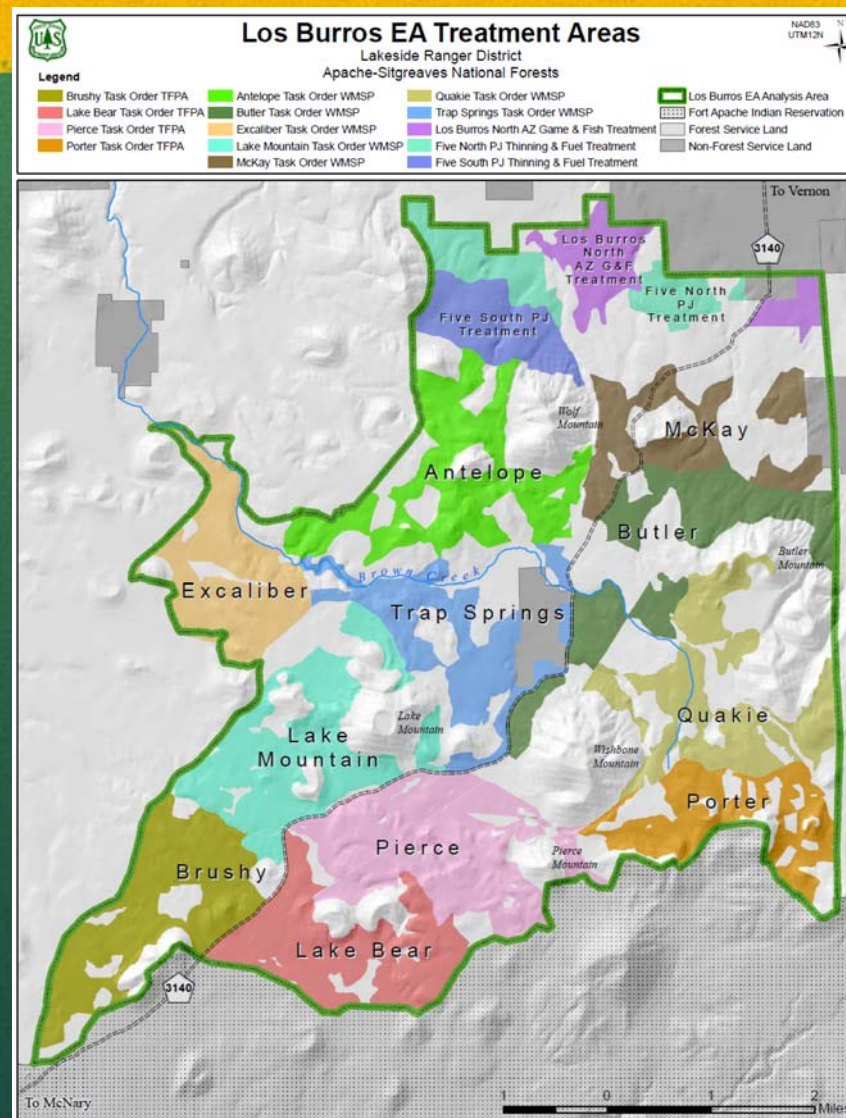 Los Burros EA Treatment Areas
Lakeside Ranger District
Apache-Sitgreaves National Forests
NAD83
UTM12N
N
Legend
Brushy Task Order TFPA
Lake Bear Task Order TFPA
Pierce Task Order TFPA
Porter Task Order TFPA
Antelope Task Order WMSP
Butler Task Order WMSP
Excaliber Task Order WMSP
Lake Mountain Task Order WMSP
McKay Task Order WMSP
Quakie Task Order WMSP
Trap Springs Task Order WMSP
Los Burros North AZ Game & Fish Treatment
Five North PJ Thinning & Fuel Treatment
Five South PJ Thinning & Fuel Treatment
Los Burros EA Analysis Area
Fort Apache Indian Reservation
Forest Service Land
Non-Forest Service Land
To Vernon
3140
Los Burros
North
AZ G&F
Treatment
Five North
PJ
Treatment
Five South PJ
Treatment
Wolf
Mountain
McKay
Antelope
Butler
Butler
Mountain
Brown Creek
Excaliber
Trap Springs
Lake
Mountain
Quakie
Lake
Mountain
Wishbone
Mountain
Porter
Pierce
Pierce
Mountain
Brushy
Lake Bear
3140
To McNary
1 0 1 2
Miles